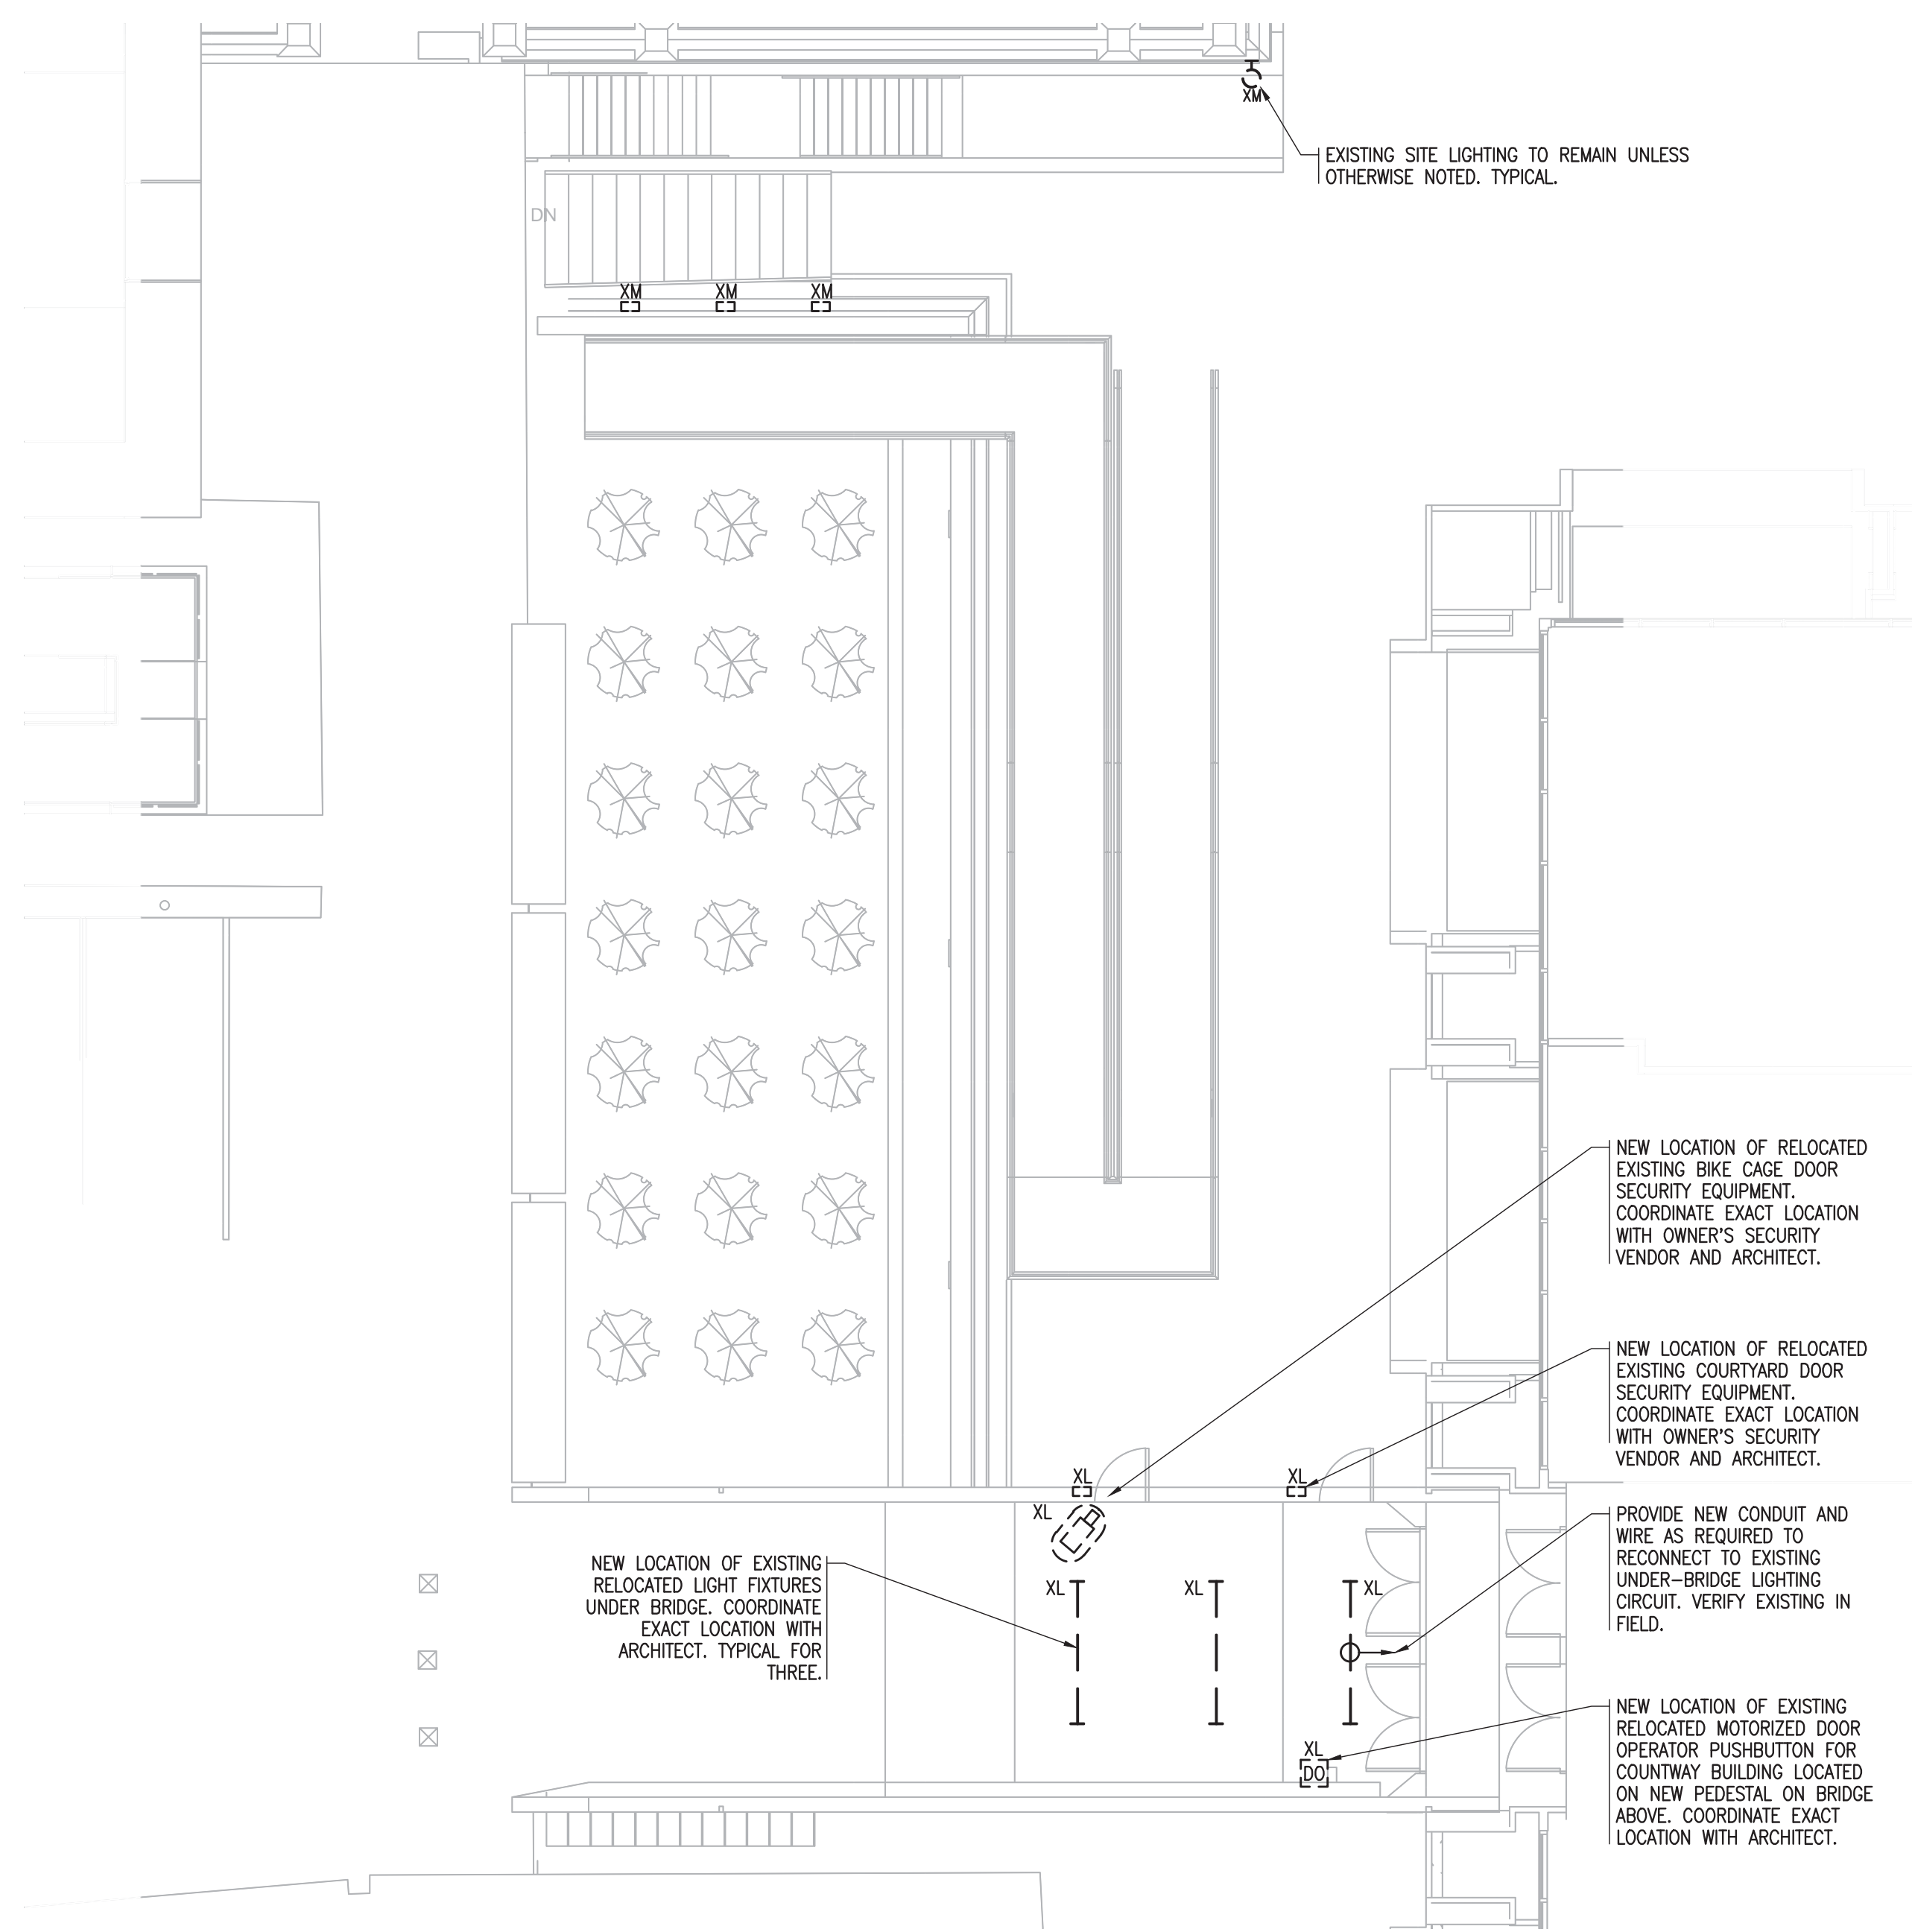 XM
EXISTING SITE LIGHTING TO REMAIN UNLESS
OTHERWISE NOTED. TYPICAL.
DN
XM XM XM
NEW LOCATION OF RELOCATED
EXISTING BIKE CAGE DOOR
SECURITY EQUIPMENT.
COORDINATE EXACT LOCATION
WITH OWNER'S SECURITY
VENDOR AND ARCHITECT.
NEW LOCATION OF RELOCATED
EXISTING COURTYARD DOOR
SECURITY EQUIPMENT.
COORDINATE EXACT LOCATION
WITH OWNER'S SECURITY
VENDOR AND ARCHITECT.
XL XL
XL
PROVIDE NEW CONDUIT AND
WIRE AS REQUIRED TO
RECONNECT TO EXISTING
UNDER-BRIDGE LIGHTING
CIRCUIT. VERIFY EXISTING IN
FIELD.
NEW LOCATION OF EXISTING
RELOCATED LIGHT FIXTURES
UNDER BRIDGE. COORDINATE
EXACT LOCATION WITH
ARCHITECT. TYPICAL FOR
THREE.
XL XL XL
NEW LOCATION OF EXISTING
RELOCATED MOTORIZED DOOR
OPERATOR PUSHBUTTON FOR
COUNTWAY BUILDING LOCATED
ON NEW PEDESTAL ON BRIDGE
ABOVE. COORDINATE EXACT
LOCATION WITH ARCHITECT.
XL
DO